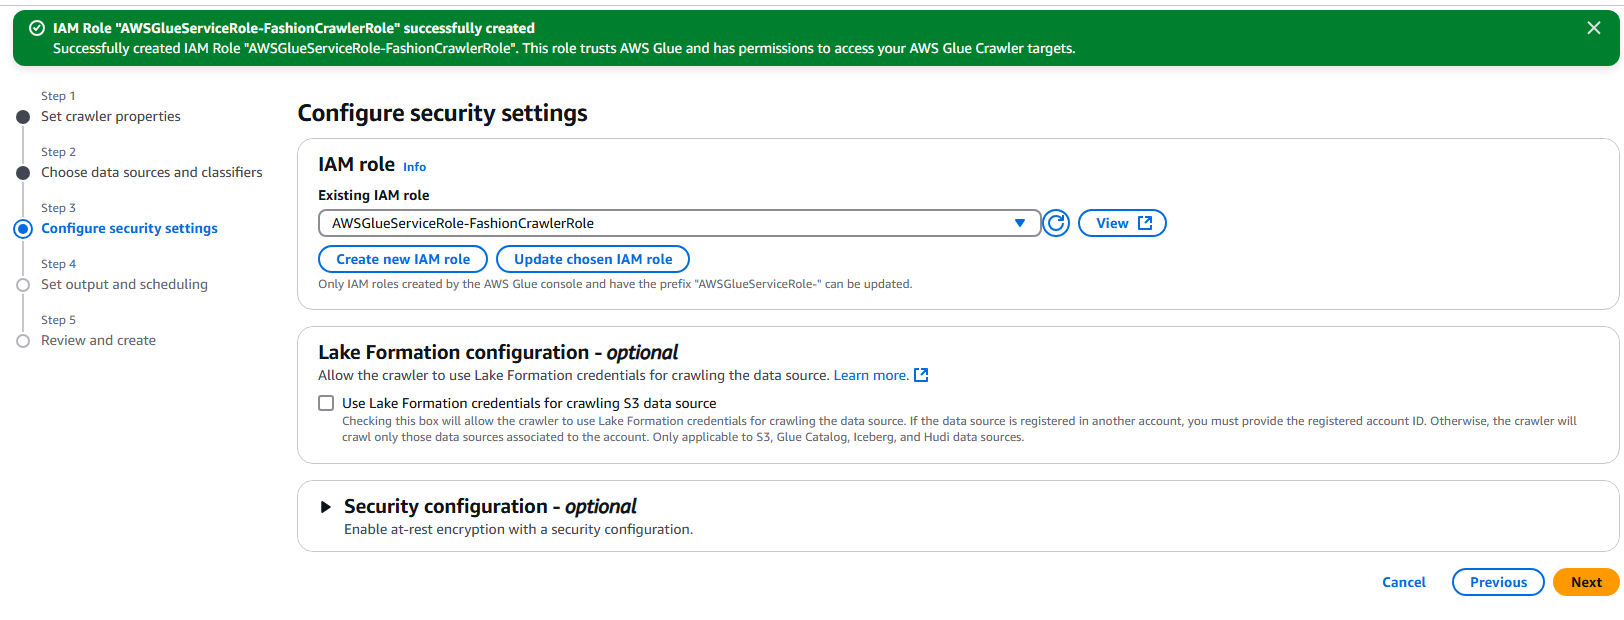 IAM Role "AWSGlueServiceRole-FashionCrawlerRole" successfully created
Successfully created IAM Role "AWSGlueServiceRole-FashionCrawlerRole". This role trusts AWS Glue and has permissions to access your AWS Glue Crawler targets.
Step 1
Set crawler properties
Step 2
Choose data sources and classifiers
Step 3
Configure security settings
Step 4
Set output and scheduling
Step 5
Review and create
Configure security settings
IAM role Info
Existing IAM role
AWSGlueServiceRole-FashionCrawlerRole
View
Create new IAM role
Update chosen IAM role
Only IAM roles created by the AWS Glue console and have the prefix "AWSGlueServiceRole-" can be updated.
Lake Formation configuration - optional
Allow the crawler to use Lake Formation credentials for crawling the data source. Learn more.
Use Lake Formation credentials for crawling S3 data source
Checking this box will allow the crawler to use Lake Formation credentials for crawling the data source. If the data source is registered in another account, you must provide the registered account ID. Otherwise, the crawler will
crawl only those data sources associated to the account. Only applicable to S3, Glue Catalog, Iceberg, and Hudi data sources.
Security configuration - optional
Enable at-rest encryption with a security configuration.
Cancel
Previous
Next